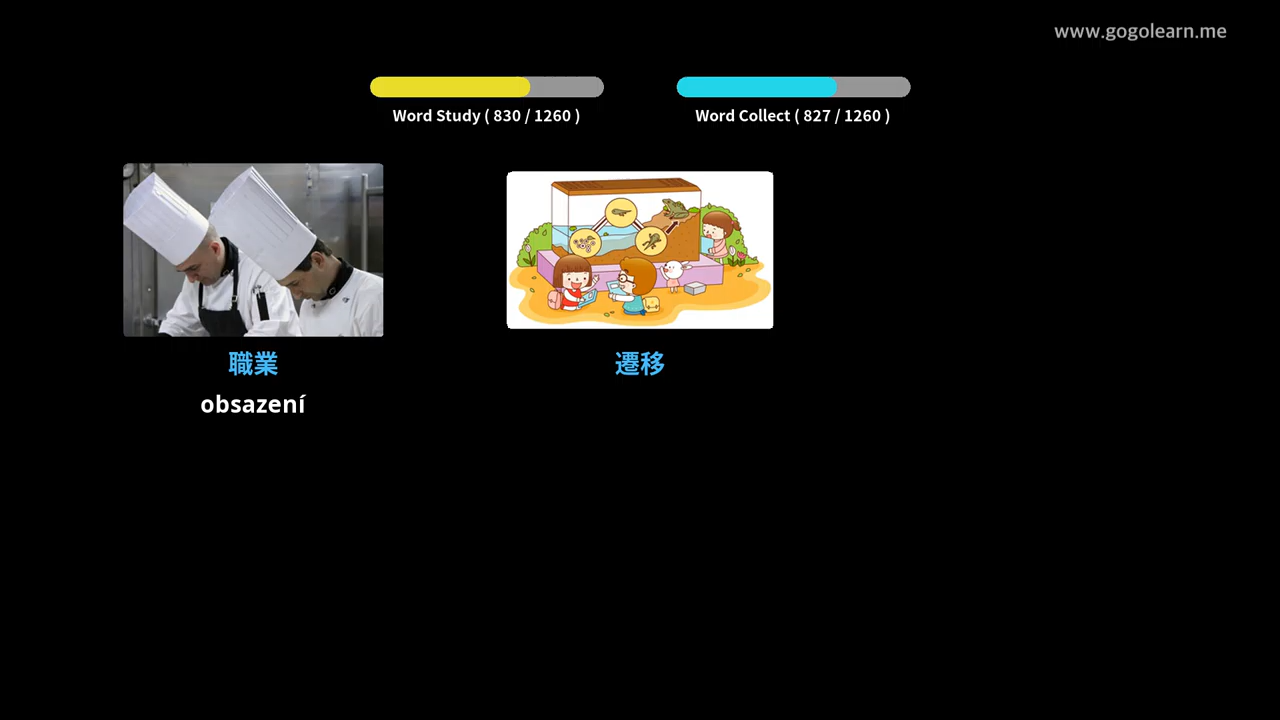 www.gogolearn.me
Word Study ( 830 / 1260 )
Word Collect ( 827 / 1260 )
職業
遷移
obsazení